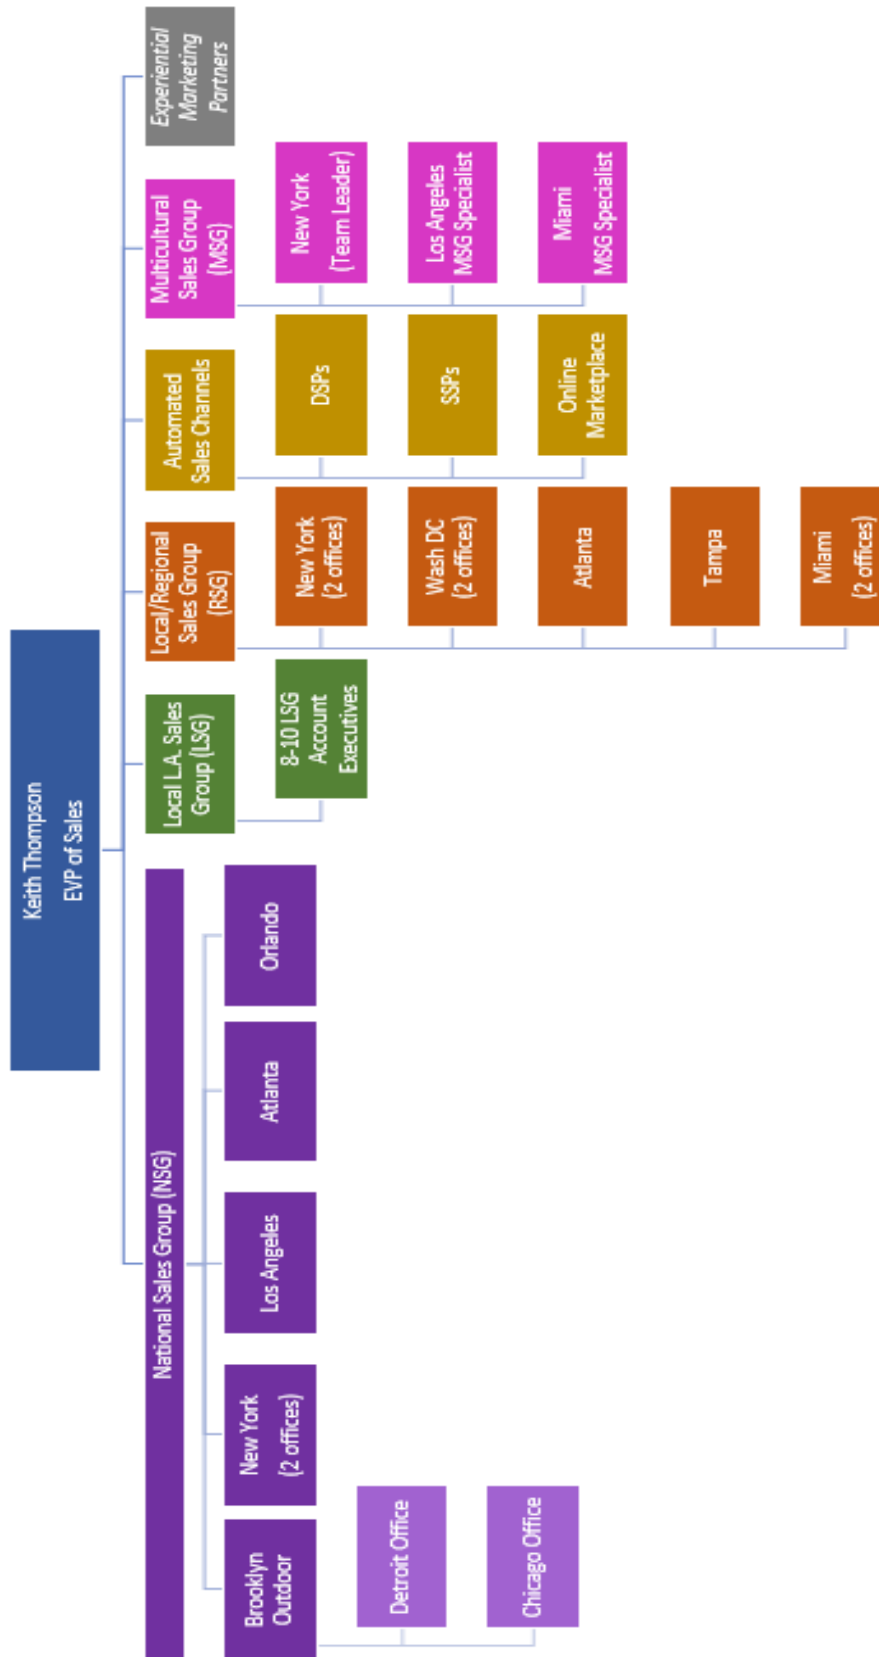 Keith Thompson
EVP of Sales
National Sales Group (NSG)
Brooklyn
Outdoor
Detroit Office
Chicago Office
New York
(2 offices)
Los Angeles
Atlanta
Orlando
Local L.A. Sales
Group (LSG)
8-10 LSG
Account
Executives
Local/Regional
Sales Group
(RSG)
New York
(2 offices)
Wash DC
(2 offices)
Atlanta
Tampa
Miami
(2 offices)
Automated
Sales Channels
DSPs
SSPs
Online
Marketplace
Multicultural
Sales Group
(MSG)
New York
(Team Leader)
Los Angeles
MSG Specialist
Miami
MSG Specialist
Experiential
Marketing
Partners